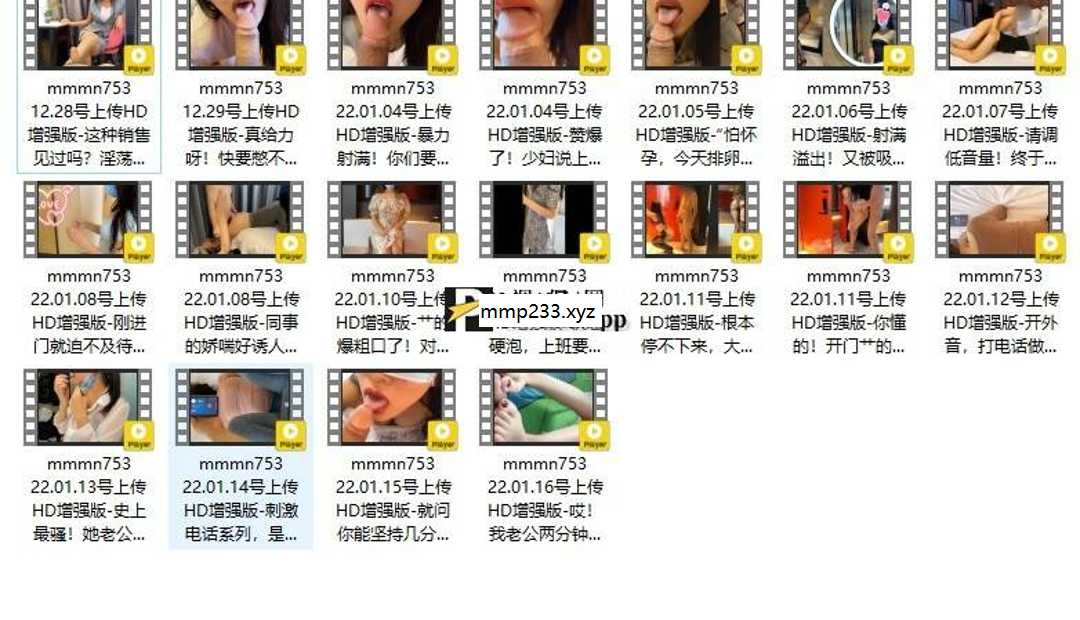 mmmn753
12.28号上传HD
增强版-这种销售
见过吗？淫荡...
mmmn753
12.29号上传HD
增强版-真给力
呀！快要憋不...
mmmn753
22.01.04号上传
HD增强版-暴力
射满！你们要...
mmmn753
22.01.04号上传
HD增强版-赞爆
了！少妇说上...
mmmn753
22.01.05号上传
HD增强版-“怕怀
孕，今天排卵...
mmmn753
22.01.06号上传
HD增强版-射满
溢出！又被吸...
mmmn753
22.01.07号上传
HD增强版-请调
低音量！终于...
mmmn753
22.01.08号上传
HD增强版-刚进
门就迫不及待...
mmmn753
22.01.08号上传
HD增强版-同事
的娇喘好诱人...
mmmn753
22.01.10号上传
HD增强版-艹的
爆粗口了！对...
mmmn753
mmp233.xyz
pp
硬泡，上班要...
mmmn753
22.01.11号上传
HD增强版-根本
停不下来，大...
mmmn753
22.01.11号上传
HD增强版-你懂
的！开门艹的...
mmmn753
22.01.12号上传
HD增强版-开外
音，打电话做...
mmmn753
22.01.13号上传
HD增强版-史上
最骚！她老公...
mmmn753
22.01.14号上传
HD增强版-刺激
电话系列，是...
mmmn753
22.01.15号上传
HD增强版-就问
你能坚持几分...
mmmn753
22.01.16号上传
HD增强版-哎！
我老公两分钟...